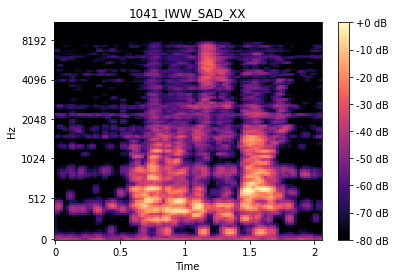 1041_IWW_SAD_XX
+0 dB
8192
-10 dB
4096
-20 dB
-30 dB
2048
-40 dB
Hz
1024
-50 dB
512
-60 dB
-70 dB
0
-80 dB
0
0.5
1
1.5
2
Time